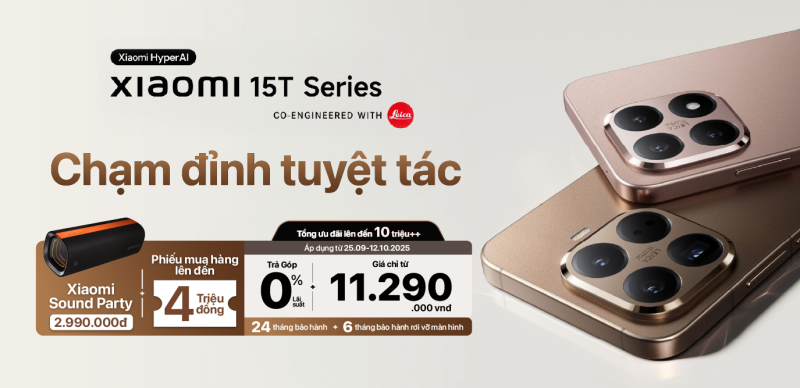 Xiaomi HyperAI
XIAOMI 15T Series
CO-ENGINEERED WITH Leica
Chạm đỉnh tuyệt tác
Tổng ưu đãi lên đến 10 triệu++
Áp dụng từ 25.09-12.10.2025
Xiaomi
Sound Party
2.990.000đ
+
Phiếu mua hàng
lên đến
4 Triệu
đồng
Trả Góp
0%
Lãi
suất
+
Giá chỉ từ
11.290
.000 vnđ
24 tháng bảo hành + 6 tháng bảo hành rơi vỡ màn hình